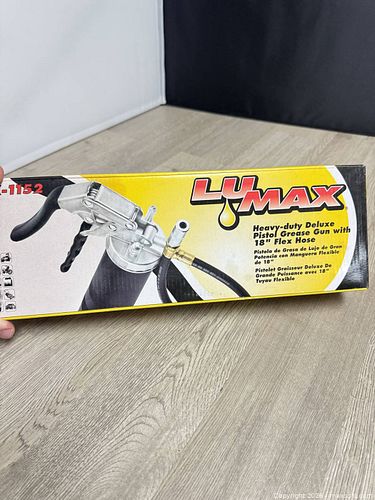 -1152
LUMAX
Heavy-duty Deluxe
Pistol Grease Gun with
18" Flex Hose
Pistola de Grasa de Lujo de Gran
Potencia con Manguera Flexible
de 18"
Pistolet Graisseur Deluxe De
Grande Puissance avec 18"
Tuyau Flexible